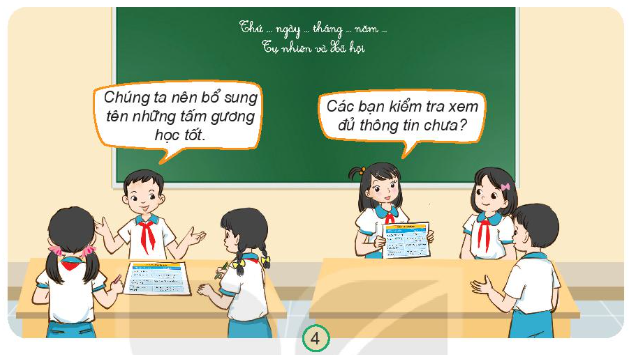 Thứ ... ngày ... tháng ... năm ...
Tự nhiên và Xã hội
Chúng ta nên bổ sung
tên những tấm gương
học tốt.
Các bạn kiểm tra xem
đủ thông tin chưa?
4